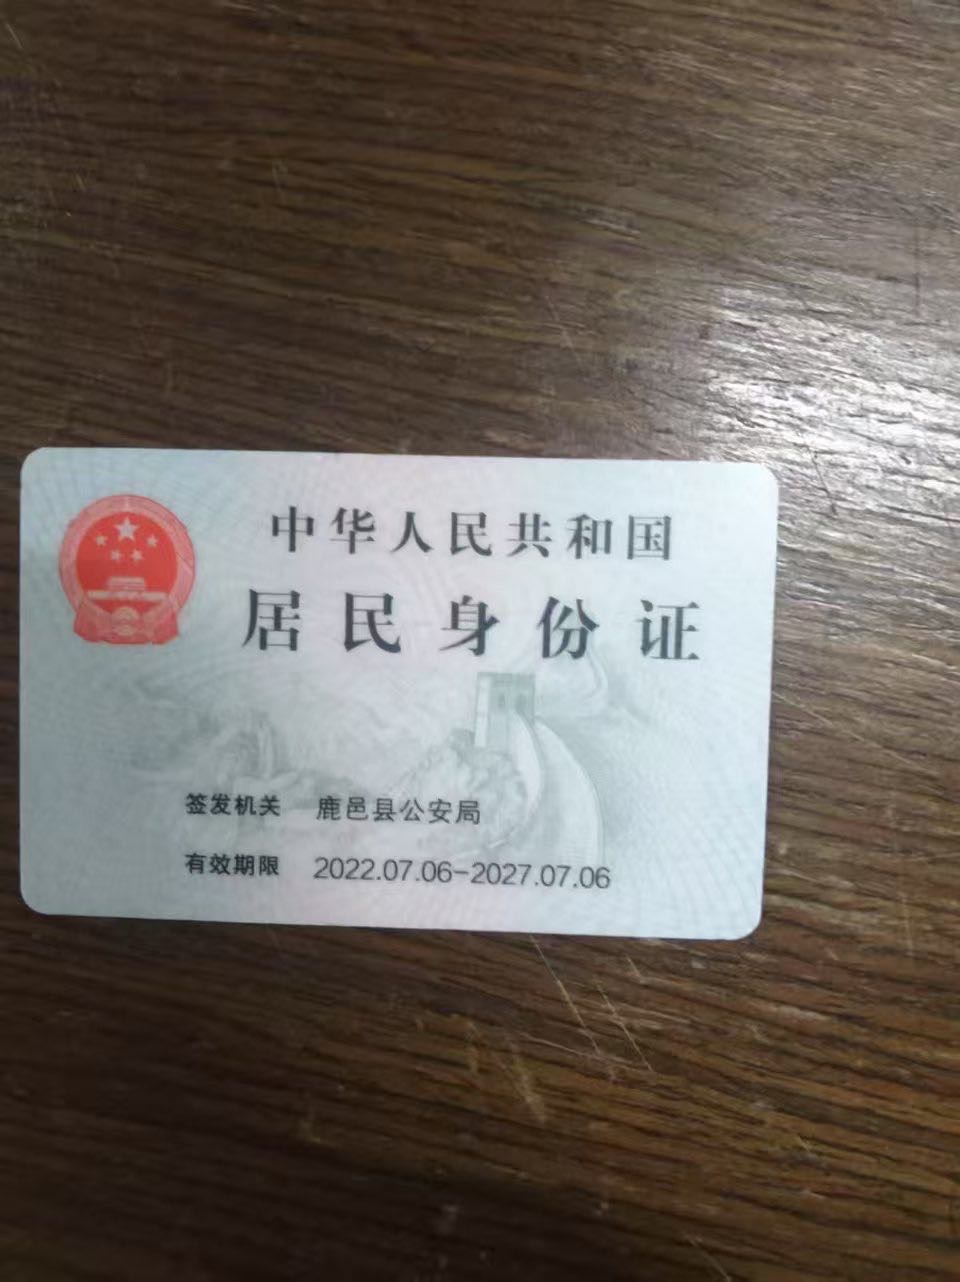 中华人民共和国
居民身份证
签发机关 鹿邑县公安局
有效期限 2022.07.06-2027.07.06